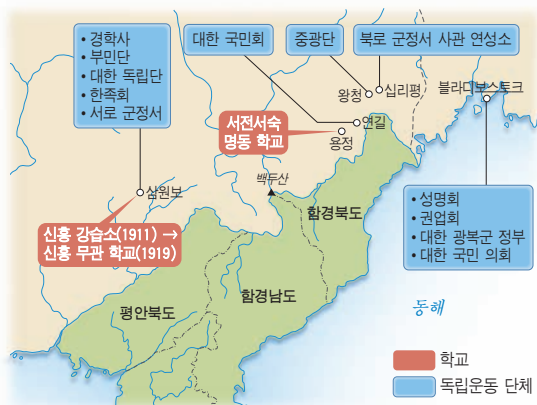 • 경학사
• 부민단
• 대한 독립단
• 한족회
• 서로 군정서
대한 국민회
중광단
북로 군정서 사관 연성소
왕청
십리평
블라디보스토크
서전서숙
명동 학교
연길
용정
삼원보
백두산
신흥 강습소(1911) →
신흥 무관 학교(1919)
함경북도
• 성명회
• 권업회
• 대한 광복군 정부
• 대한 국민 의회
함경남도
평안북도
동해
학교
독립운동 단체